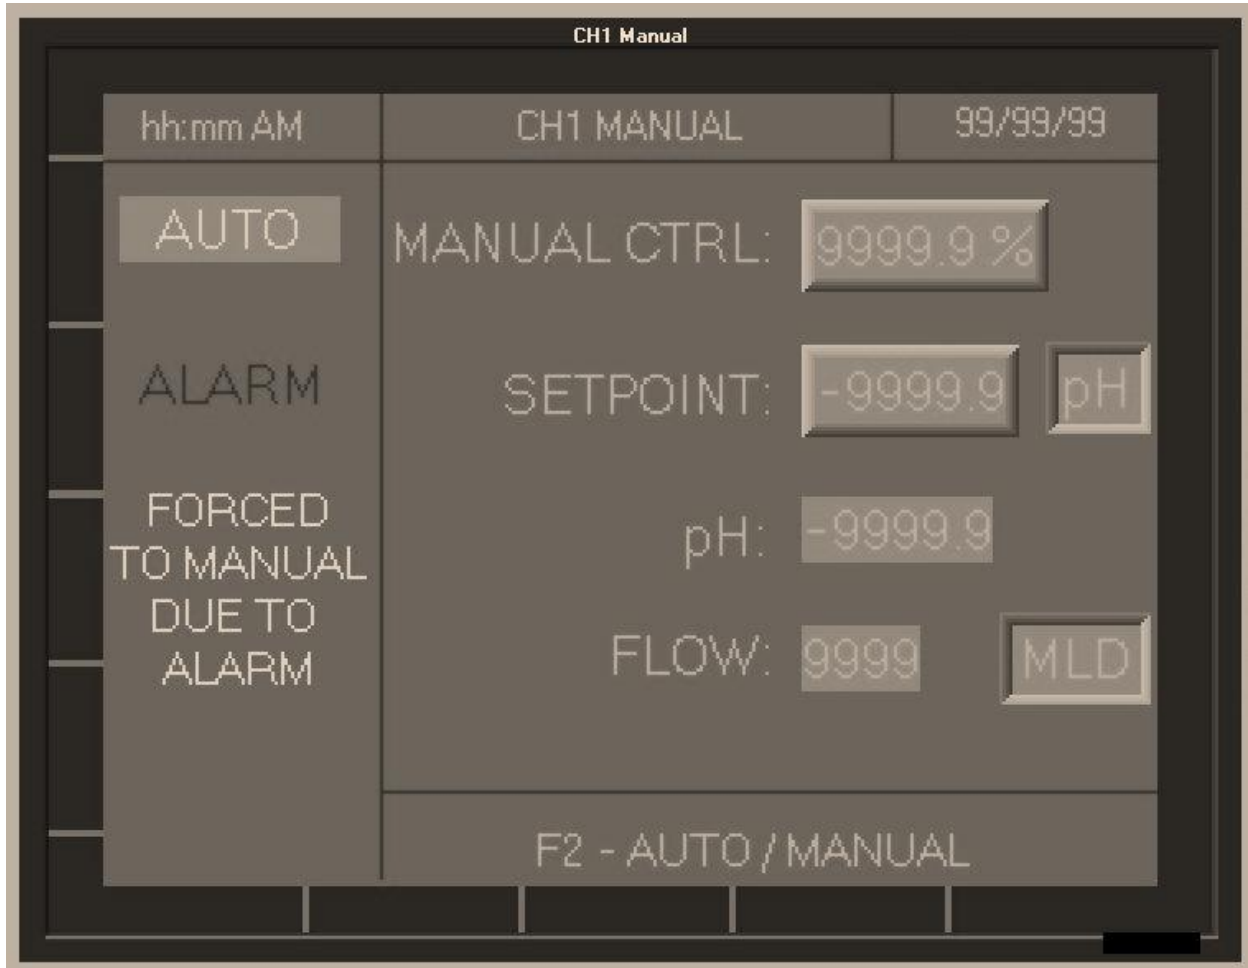 CH1 Manual
hh:mm AM
CH1 MANUAL
99/99/99
AUTO
MANUAL CTRL: 9999.9 %
ALARM
SETPOINT: -9999.9 pH
FORCED
TO MANUAL
DUE TO
ALARM
pH: -9999.9
FLOW: 9999 MLD
F2 - AUTO / MANUAL